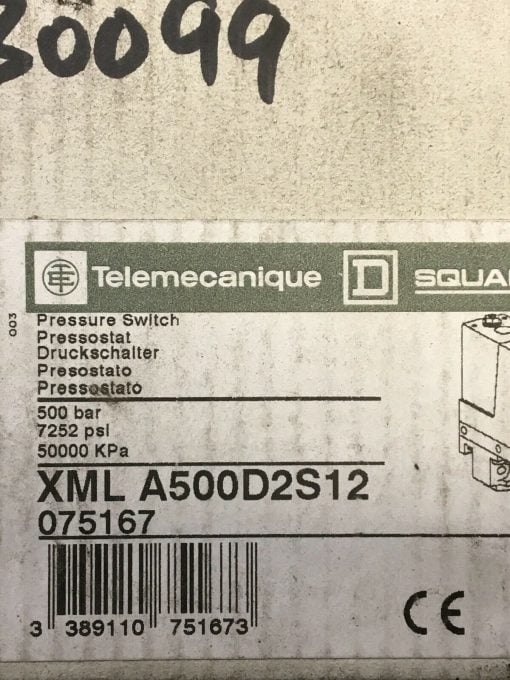 30099
Telemecanique D SQUA
003
Pressure Switch
Pressostat
Druckschalter
Presostato
Pressostato
500 bar
7252 psi
50000 KPa
XML A500D2S12
075167
3 389110 751673
CE